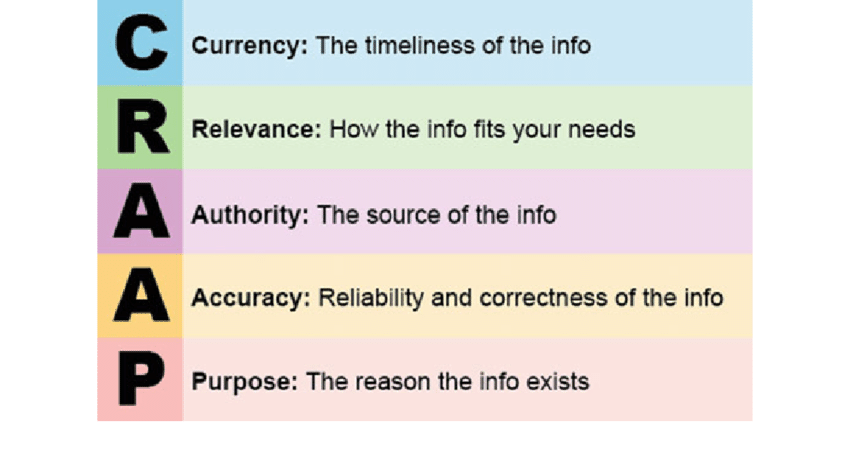 C Currency: The timeliness of the info
R Relevance: How the info fits your needs
A Authority: The source of the info
A Accuracy: Reliability and correctness of the info
P Purpose: The reason the info exists